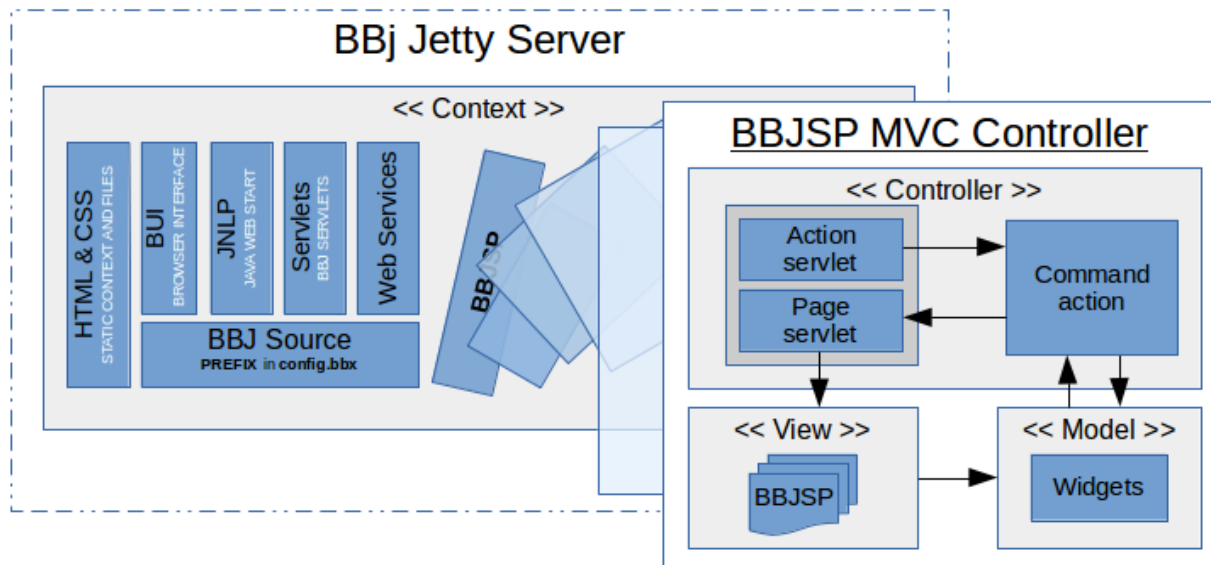 BBj Jetty Server
<< Context >>
HTML & CSS
STATIC CONTEXT AND FILES
BUI
BROWSER INTERFACE
JNLP
JAVA WEB START
Servlets
BBJ SERVLETS
Web Services
BBJ Source
PREFIX in config.bbx
BBJSP
BBJSP MVC Controller
<< Controller >>
Action
servlet
Page
servlet
Command
action
<< View >>
BBJSP
<< Model >>
Widgets